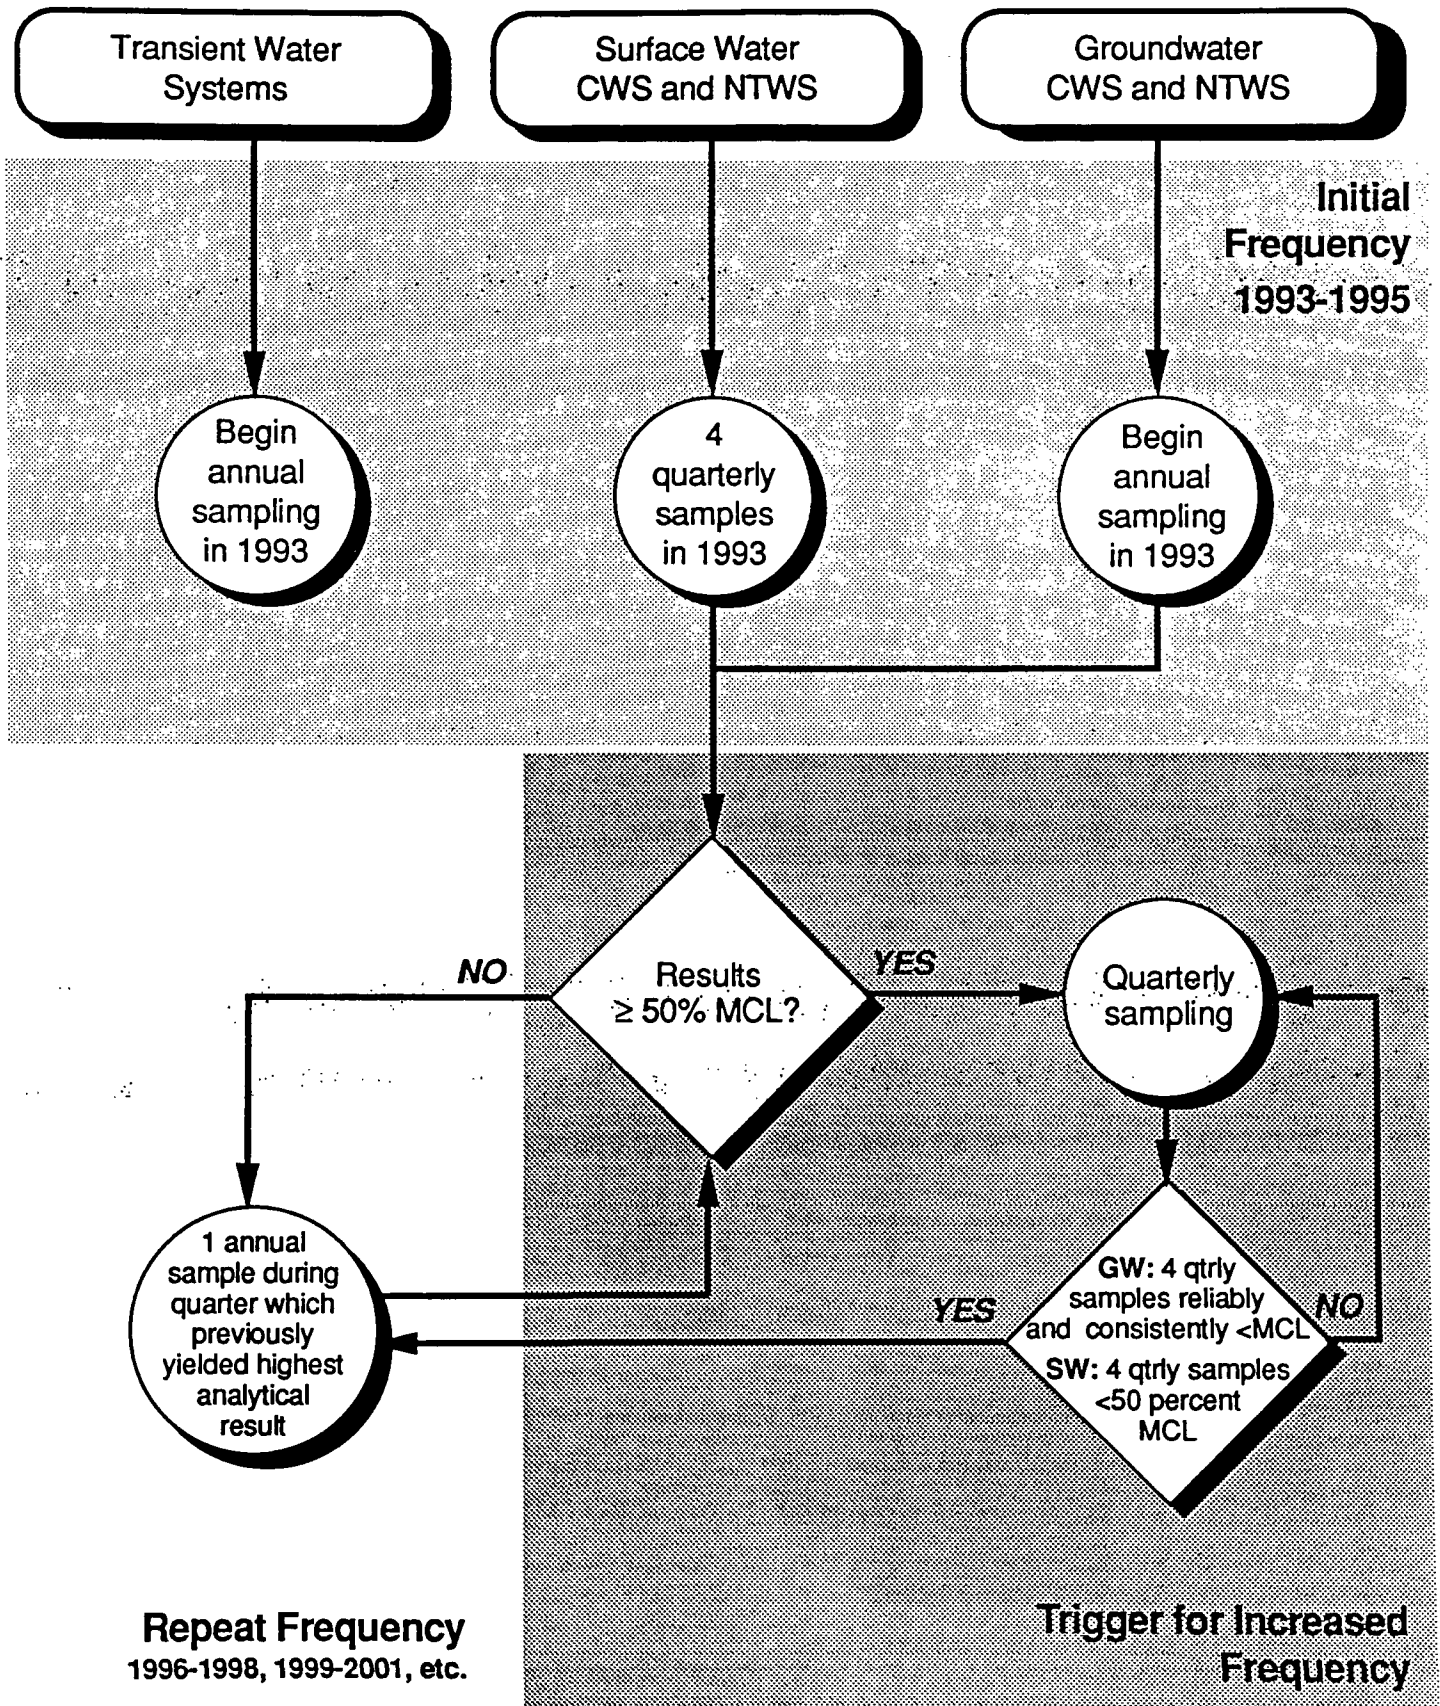 Transient Water
Systems
Surface Water
CWS and NTWS
Groundwater
CWS and NTWS
Initial
Frequency
1993-1995
Begin
annual
sampling
in 1993
4
quarterly
samples
in 1993
Begin
annual
sampling
in 1993
NO
Results
≥ 50% MCL?
YES
Quarterly
sampling
1 annual
sample during
quarter which
previously
yielded highest
analytical
result
YES
GW: 4 qtrly
samples reliably
and consistently <MCL
SW: 4 qtrly samples
<50 percent
MCL
NO
Repeat Frequency
1996-1998, 1999-2001, etc.
Trigger for Increased
Frequency